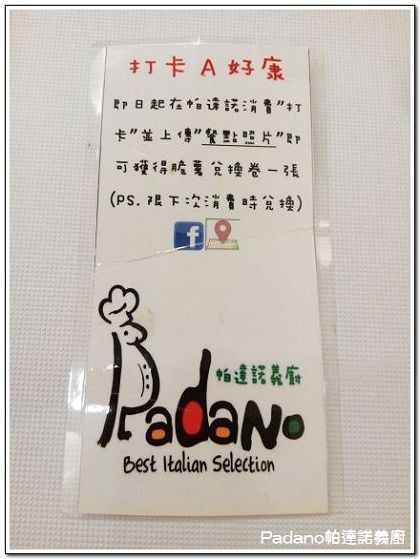 打卡A好康
即日起在帕達諾消費"打
卡"並上傳"餐點照片"即
可獲得脆薯兌換卷一張
(PS.限下次消費時兌換)
f
帕達諾義廚
Padano
Best Italian Selection
Padano帕達諾義廚